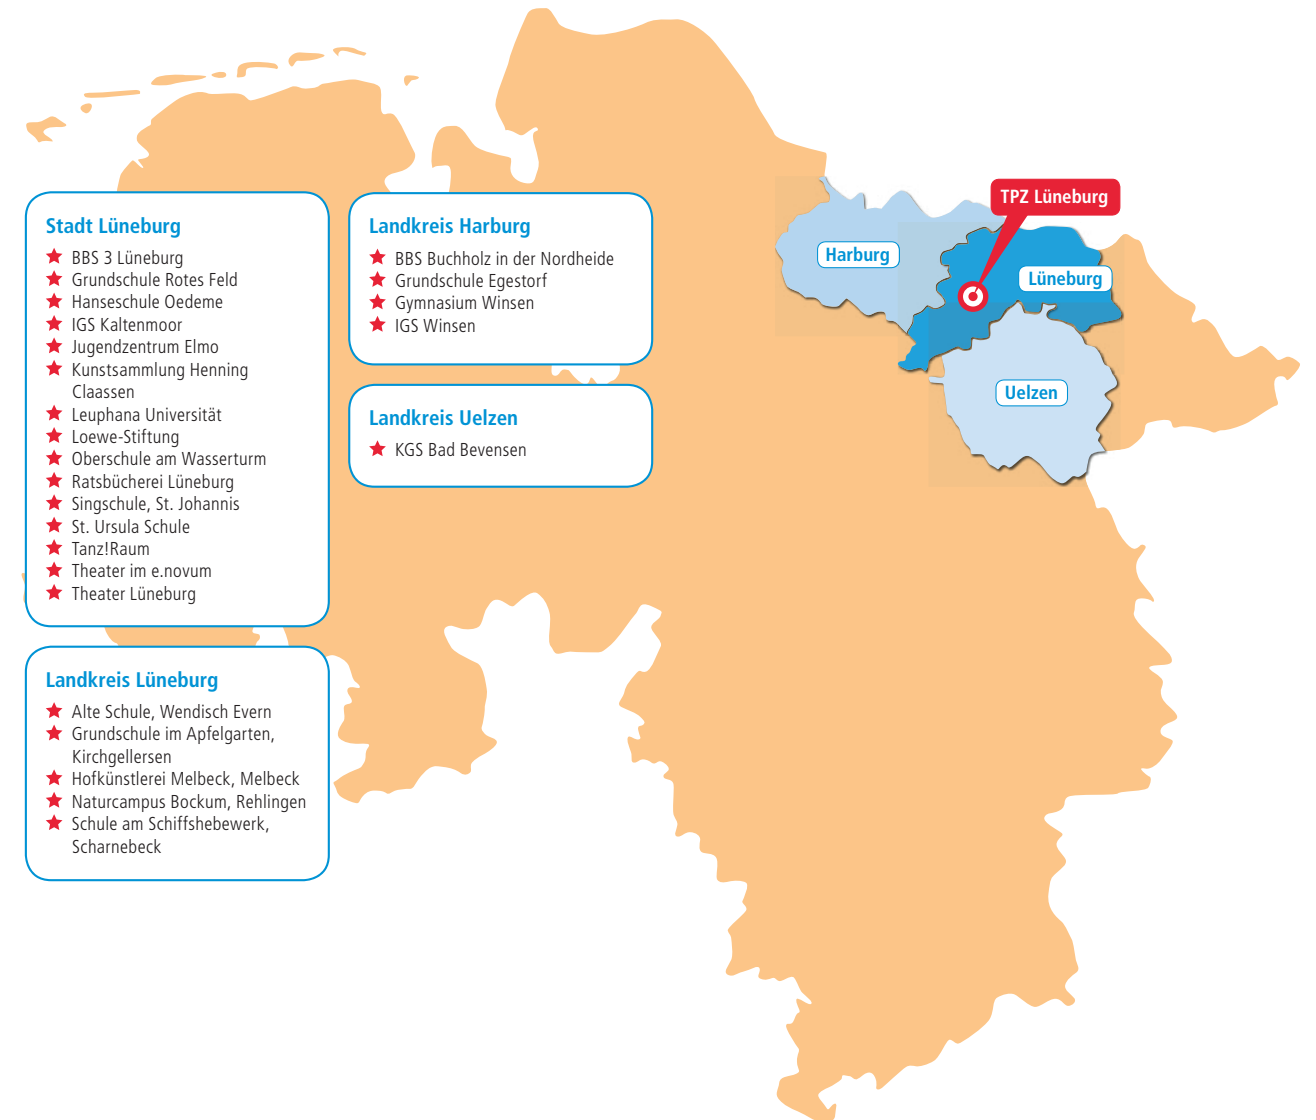 Stadt Lüneburg
BBS 3 Lüneburg
Grundschule Rotes Feld
Hanseschule Oedeme
IGS Kaltenmoor
Jugendzentrum Elmo
Kunstsammlung Henning
Claassen
Leuphana Universität
Loewe-Stiftung
Oberschule am Wasserturm
Ratsbücherei Lüneburg
Singschule, St. Johannis
St. Ursula Schule
Tanz!Raum
Theater im e.novum
Theater Lüneburg
Landkreis Lüneburg
Alte Schule, Wendisch Evern
Grundschule im Apfelgarten,
Kirchgellersen
Hofkünstlerei Melbeck, Melbeck
Naturcampus Bockum, Rehlingen
Schule am Schiffshebewerk,
Scharnebeck
Landkreis Harburg
BBS Buchholz in der Nordheide
Grundschule Egestorf
Gymnasium Winsen
IGS Winsen
Landkreis Uelzen
KGS Bad Bevensen
TPZ Lüneburg
Harburg
Lüneburg
Uelzen